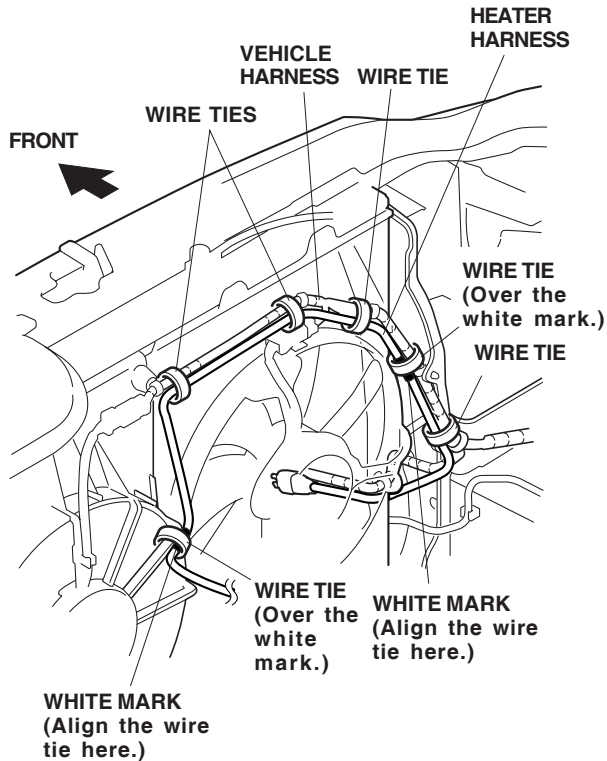 HEATER
HARNESS
VEHICLE
HARNESS
WIRE TIE
WIRE TIES
FRONT
WIRE TIE
(Over the
white mark.)
WIRE TIE
WIRE TIE
(Over the
white
mark.)
WHITE MARK
(Align the wire
tie here.)
WHITE MARK
(Align the wire
tie here.)